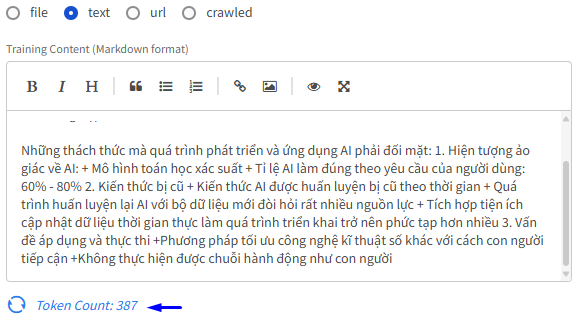 file text url crawled
Training Content (Markdown format)
B I H
Những thách thức mà quá trình phát triển và ứng dụng AI phải đối mặt: 1. Hiện tượng ảo
giác về AI: + Mô hình toán học xác suất + Tỉ lệ AI làm đúng theo yêu cầu của người dùng:
60% - 80% 2. Kiến thức bị cũ + Kiến thức AI được huấn luyện bị cũ theo thời gian + Quá
trình huấn luyện lại AI với bộ dữ liệu mới đòi hỏi rất nhiều nguồn lực + Tích hợp tiện ích
cập nhật dữ liệu thời gian thực làm quá trình triển khai trở nên phức tạp hơn nhiều 3. Vấn
đề áp dụng và thực thi +Phương pháp tối ưu công nghệ kĩ thuật số khác với cách con người
tiếp cận +Không thực hiện được chuỗi hành động như con người
Token Count: 387